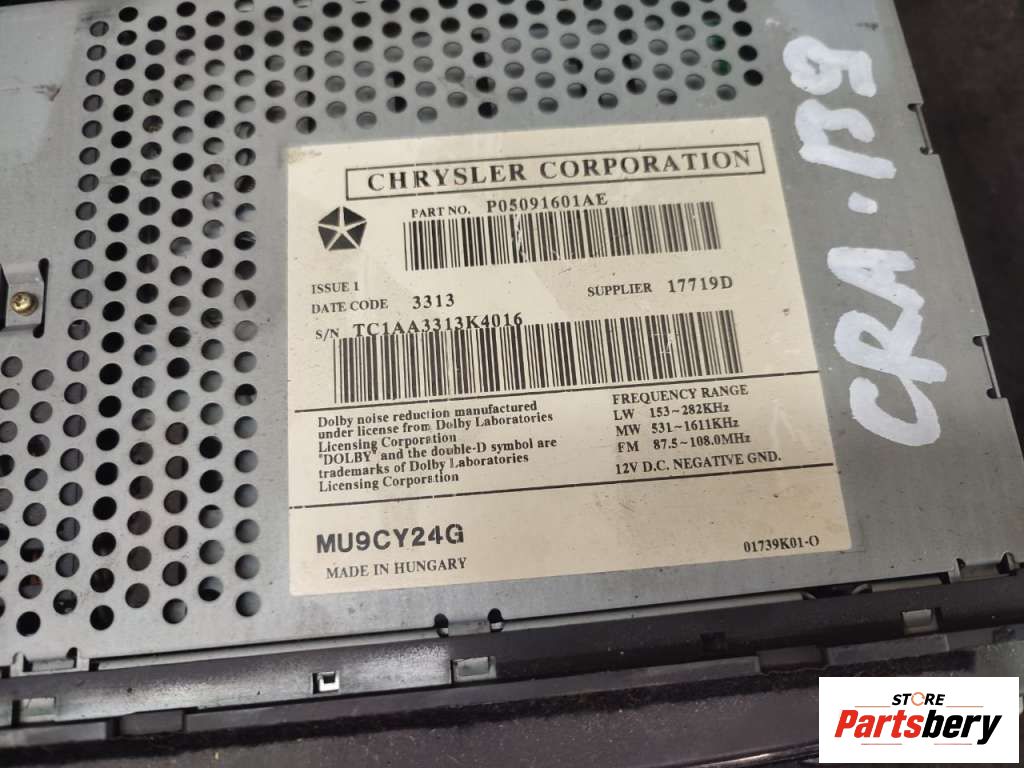 CHRYSLER CORPORATION
PART NO. P05091601AE
ISSUE 1
DATE CODE 3313
SUPPLIER 17719D
S/N TC1AA3313K4016
Dolby noise reduction manufactured
under license from Dolby Laboratories
Licensing Corporation
"DOLBY" and the double-D symbol are
trademarks of Dolby Laboratories
Licensing Corporation
FREQUENCY RANGE
LW 153~282KHz
MW 531~1611KHz
FM 87.5~108.0MHz
12V D.C. NEGATIVE GND.
MU9CY24G
MADE IN HUNGARY
01739K01-O
STORE
Partsbery